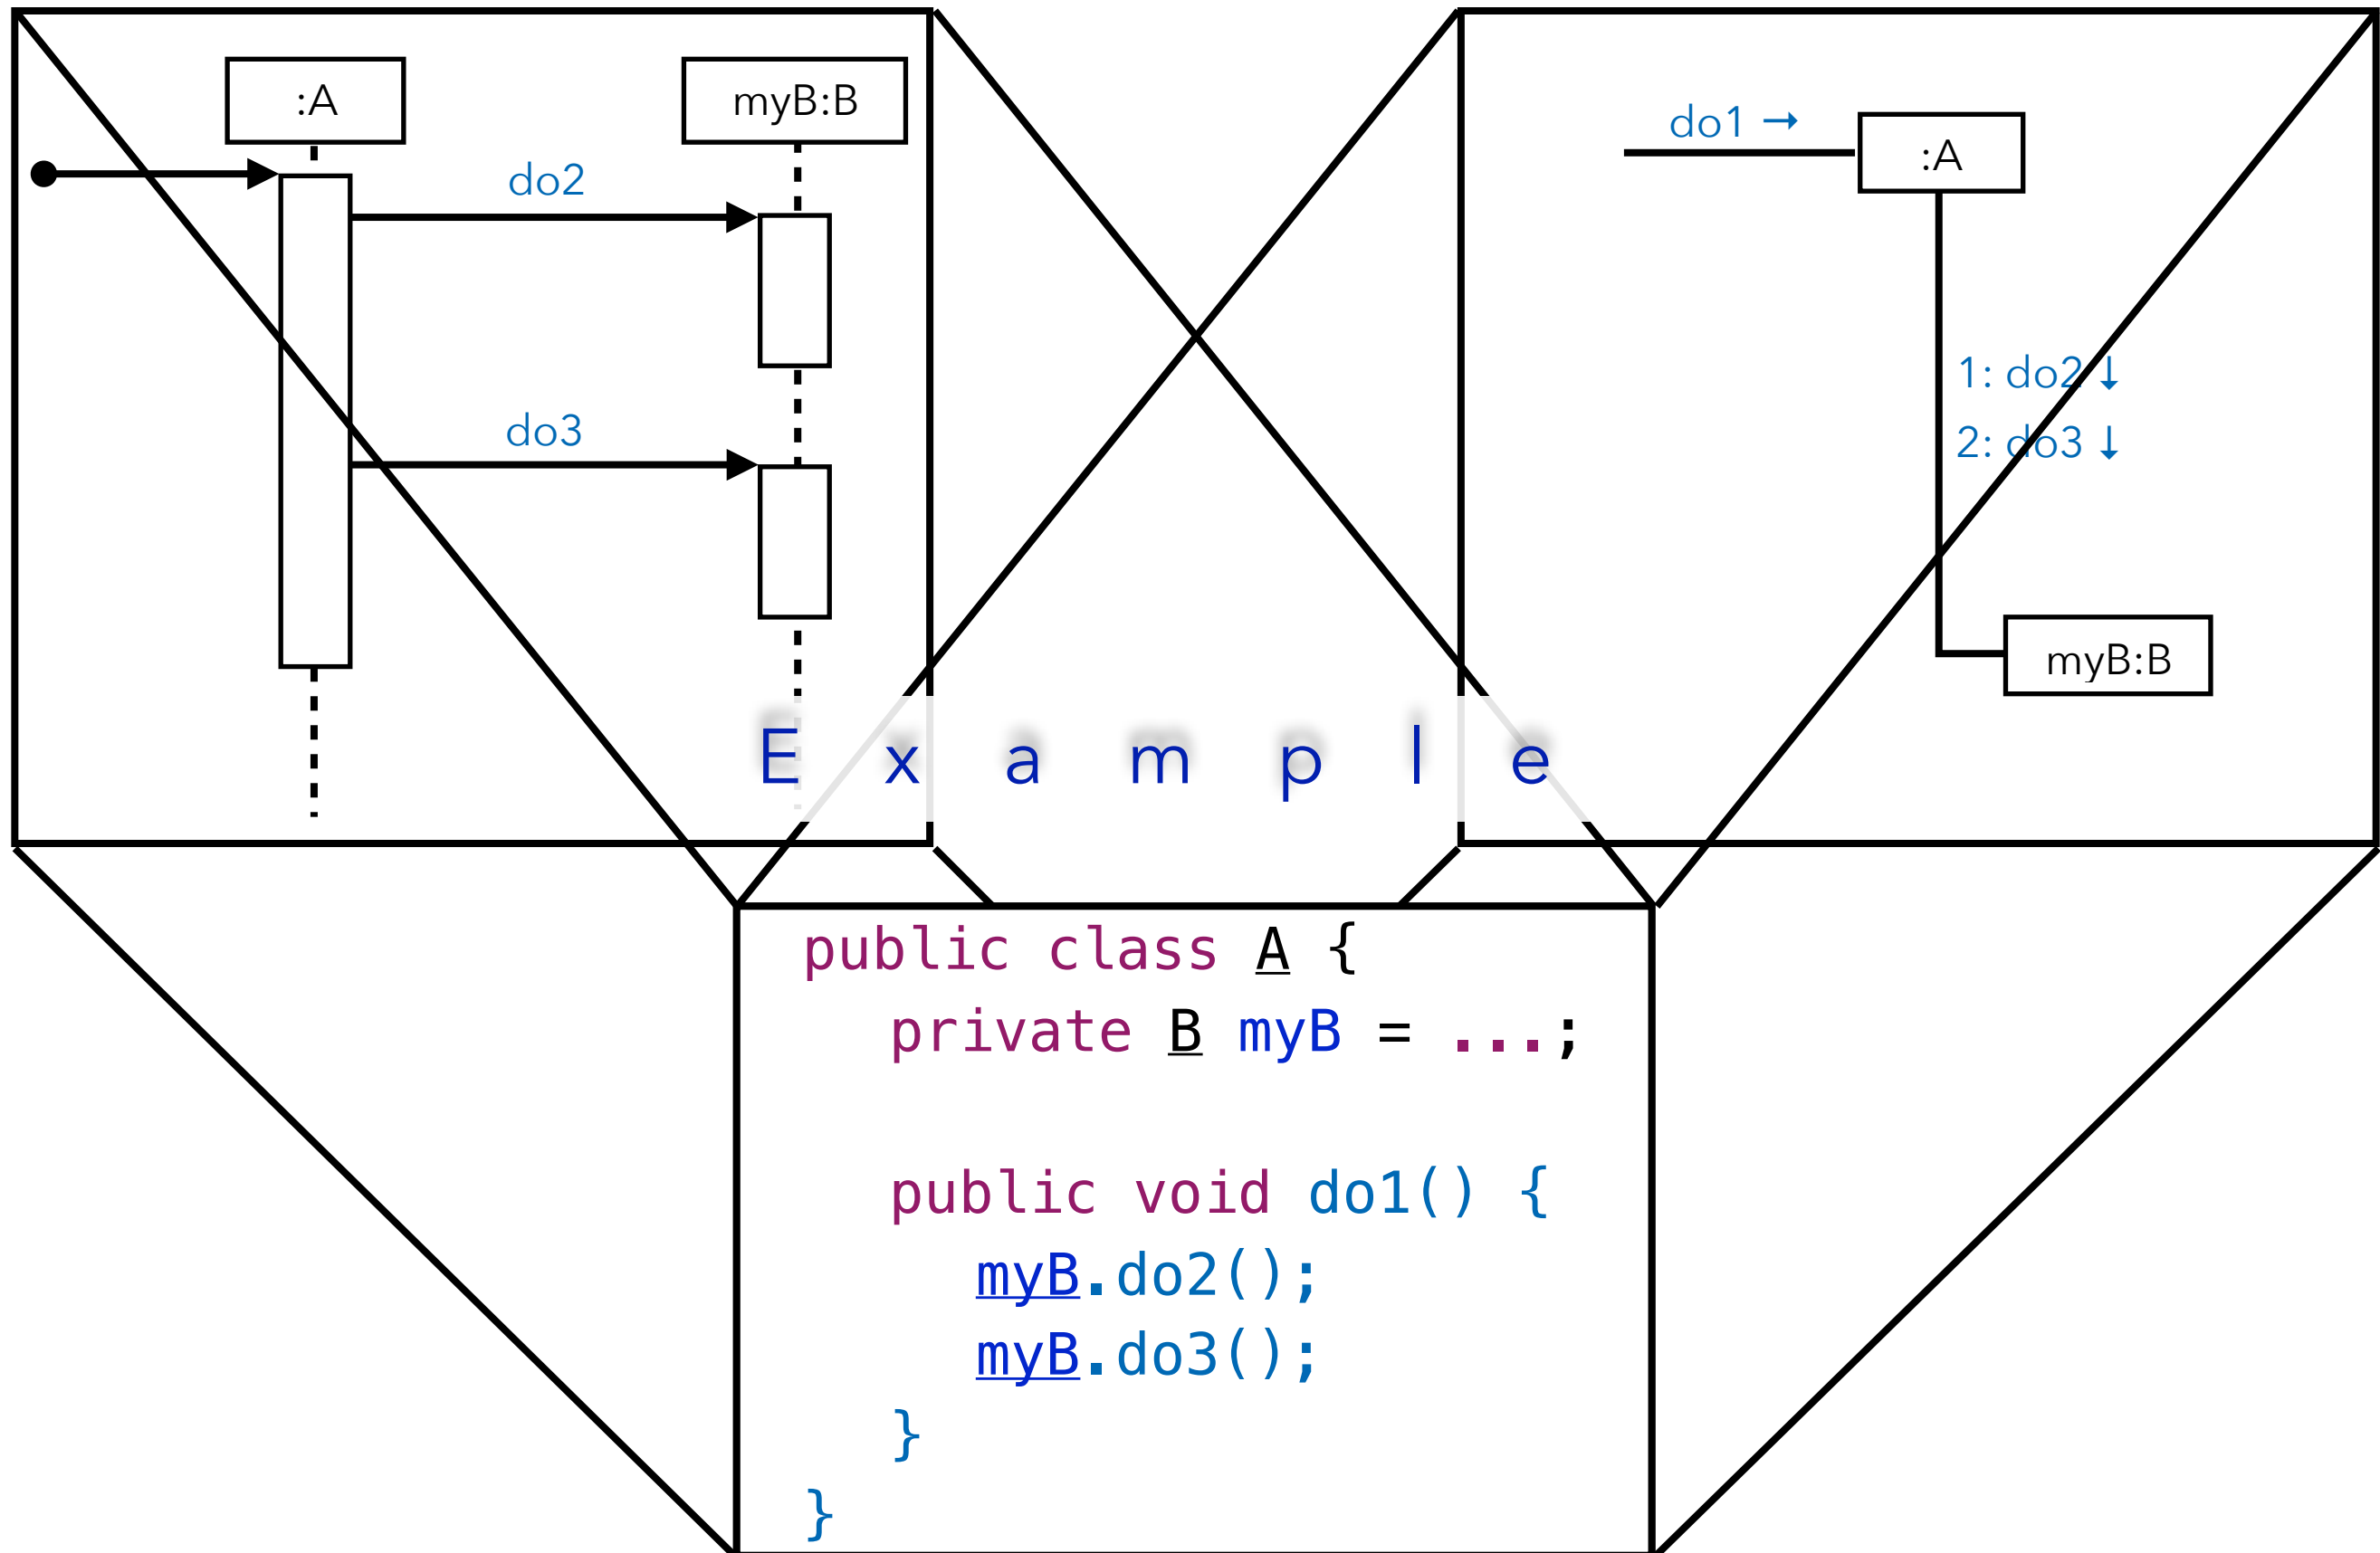 :A
myB:B
do2
do3
do1 →
:A
1: do2 ↓
2: do3 ↓
myB:B
E x a m p l e
public class A {
private B myB = ...;
public void do1() {
myB.do2();
myB.do3();
}
}